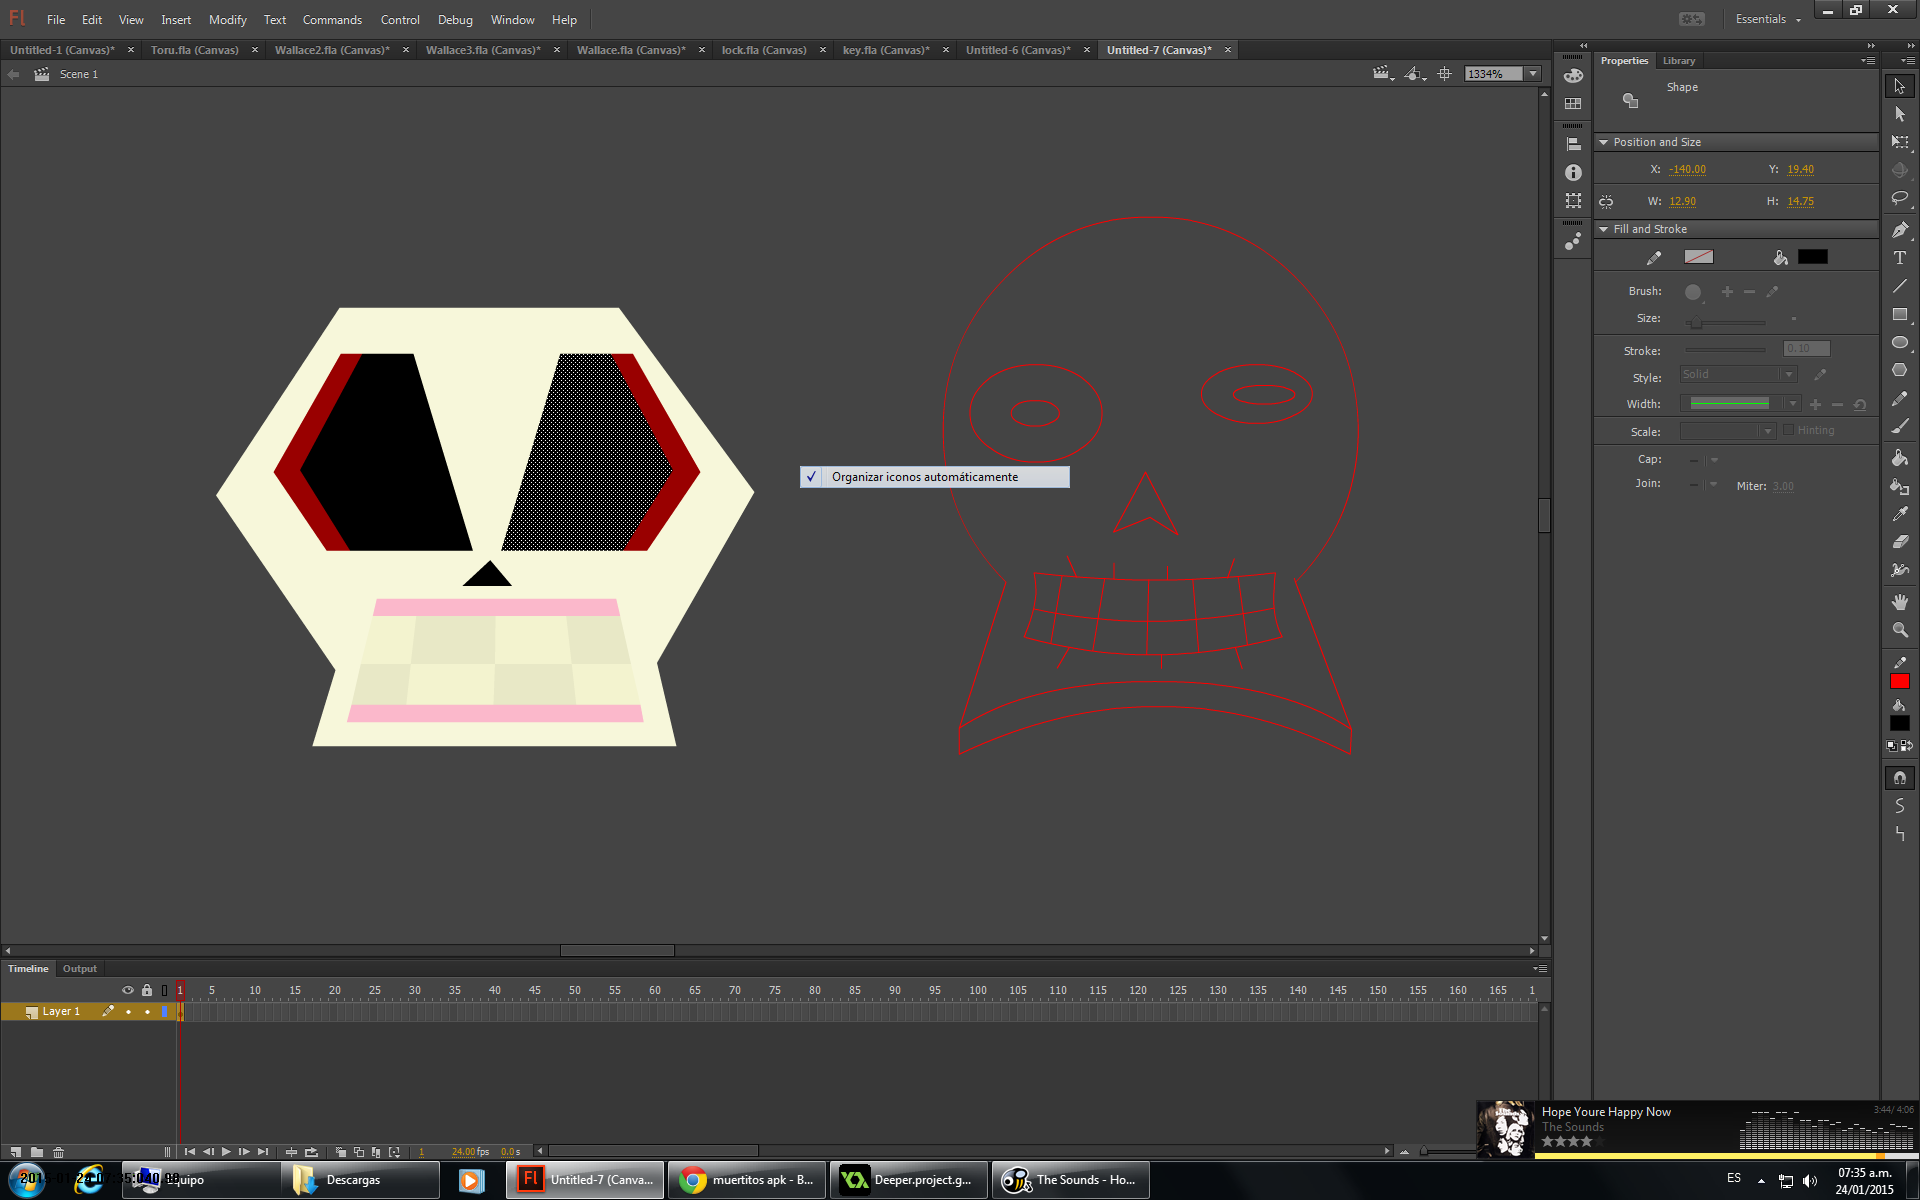 Fl File Edit View Insert Modify Text Commands Control Debug Window Help Essentials
Untitled-1 (Canvas)* Toru.fla (Canvas) Wallace2.fla (Canvas)* Wallace3.fla (Canvas)* Wallace.fla (Canvas)* lock.fla (Canvas) key.fla (Canvas)* Untitled-6 (Canvas)* Untitled-7 (Canvas)*
Scene 1 1334%
Properties Library
Shape
Position and Size
X: -140.00 Y: 19.40
W: 12.90 H: 14.75
Fill and Stroke
Brush:
Size:
Stroke: 0.10
Style: Solid
Width:
Scale: Hinting
Cap:
Join: Miter: 3.00
Organizar iconos automáticamente
Timeline Output
1 5 10 15 20 25 30 35 40 45 50 55 60 65 70 75 80 85 90 95 100 105 110 115 120 125 130 135 140 145 150 155 160 165 1
Layer 1
1 24.00 fps 0.0 s
Hope Youre Happy Now 3:44/ 4:06
The Sounds
Equipo Descargas Fl Untitled-7 (Canva... muertitos apk - B... Deeper.project.g... The Sounds - Ho... ES 07:35 a.m.
24/01/2015